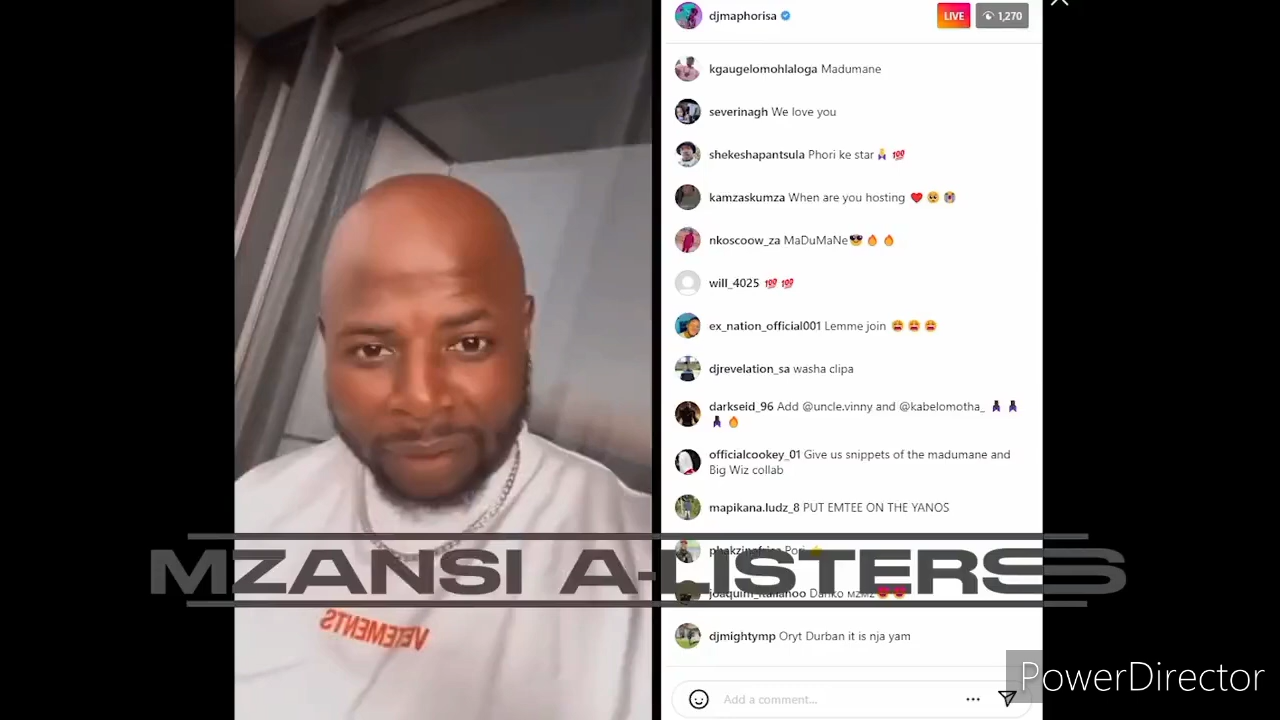 djmaphorisa
LIVE
1,270
kgaugelomohlaloga Madumane
severinagh We love you
shekeshapantsula Phori ke star🙏 💯
kamzaskumza When are you hosting ❤️ 🥺 😭
nkoscoow_za MaDuMaNe😎 🔥 🔥
will_4025 💯 💯
ex_nation_official001 Lemme join 😩 😩 😩
djrevelation_sa washa clipa
darkseid_96 Add @uncle.vinny and @kabelomotha_
🔥
officialcookey_01 Give us snippets of the madumane and
Big Wiz collab
mapikana.ludz_8 PUT EMTEE ON THE YANOS
Pori
MZANSI A-LISTERS
Danko
djmightymp Oryt Durban it is nja yam
VETEMENTS
Add a comment...
PowerDirector